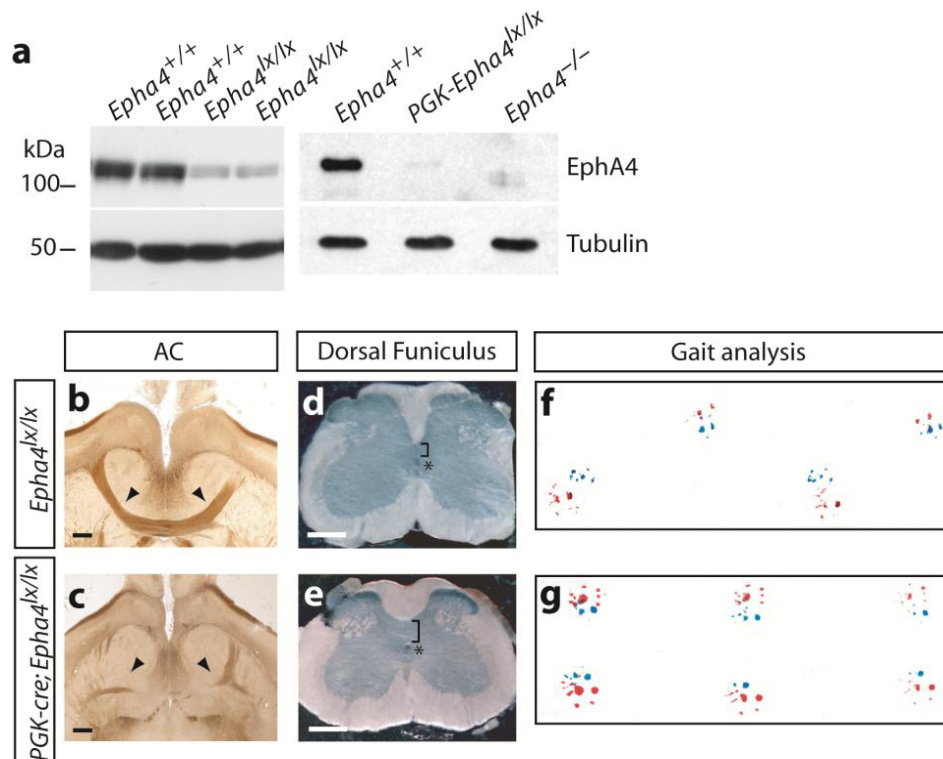 a
Epha4+/+
Epha4+/+
Epha4lx/lx
Epha4lx/lx
Epha4+/+
PGK-Epha4lx/lx
Epha4−/−
kDa
100
50
EphA4
Tubulin
AC
Dorsal Funiculus
Gait analysis
Epha4lx/lx
b
d
*
f
PGK-cre; Epha4lx/lx
c
e
*
g